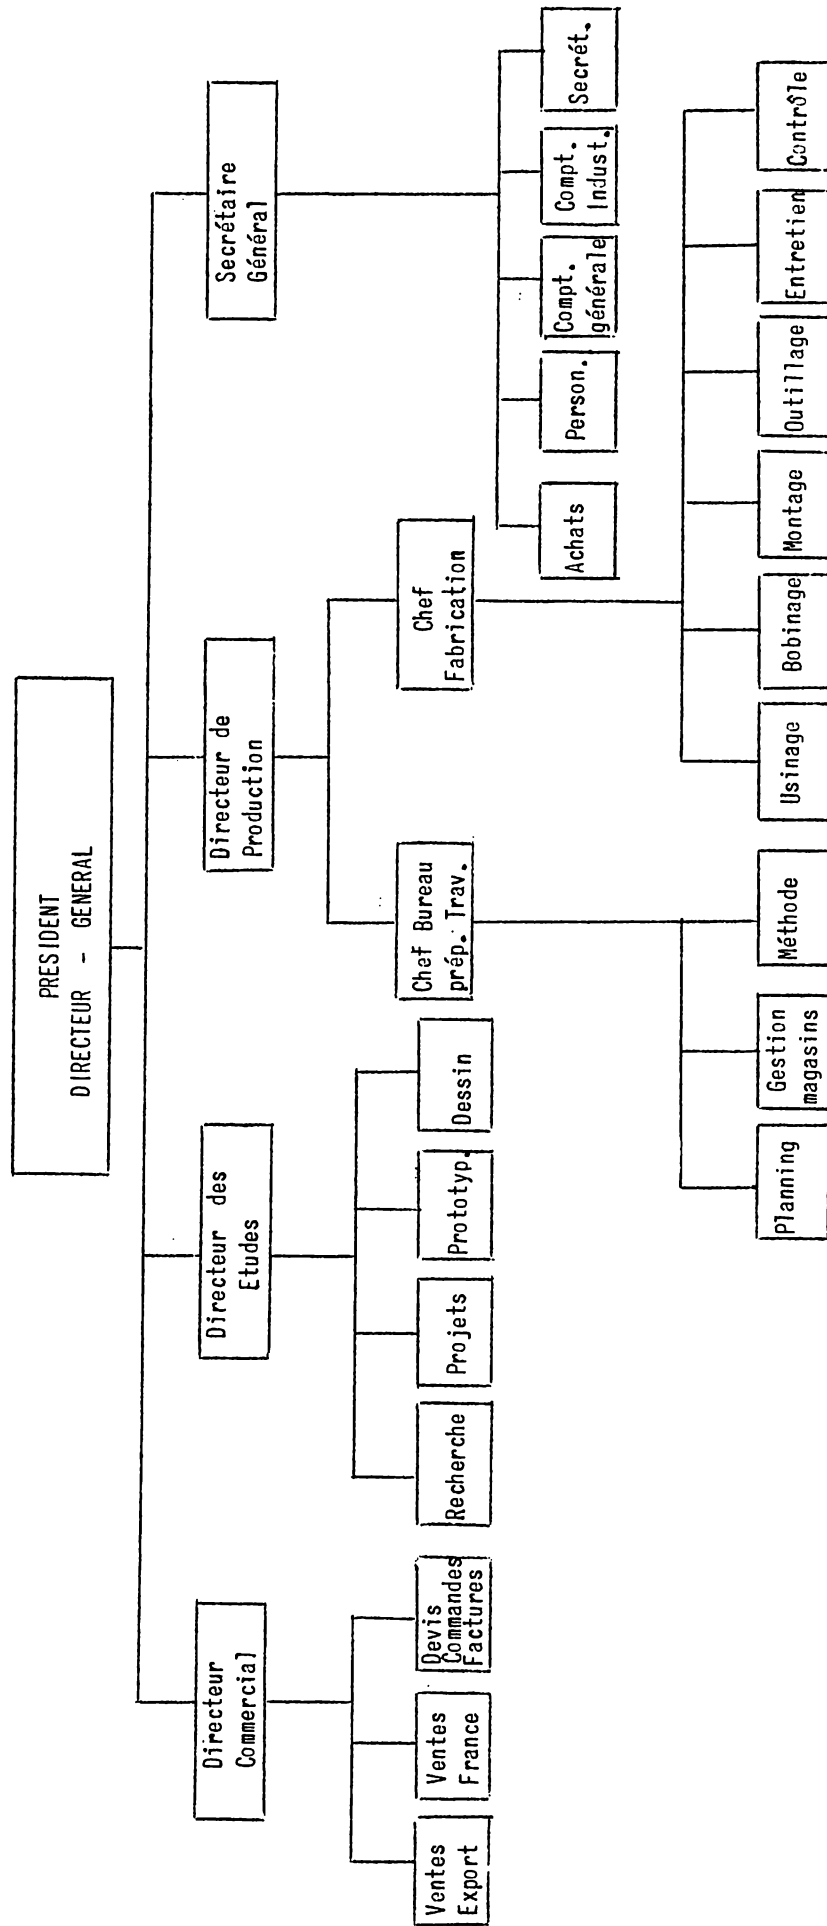 PRESIDENT
DIRECTEUR - GENERAL
Directeur
Commercial
Directeur des
Etudes
Directeur de
Production
Secrétaire
Général
Ventes
Export
Ventes
France
Devis
Commandes
Factures
Recherche
Projets
Prototyp.
Dessin
Chef Bureau
prép. Trav.
Chef
Fabrication
Achats
Person.
Compt.
générale
Compt.
Indust.
Secrét.
Planning
Gestion
magasins
Méthode
Usinage
Bobinage
Montage
Outillage
Entretien
Contrôle